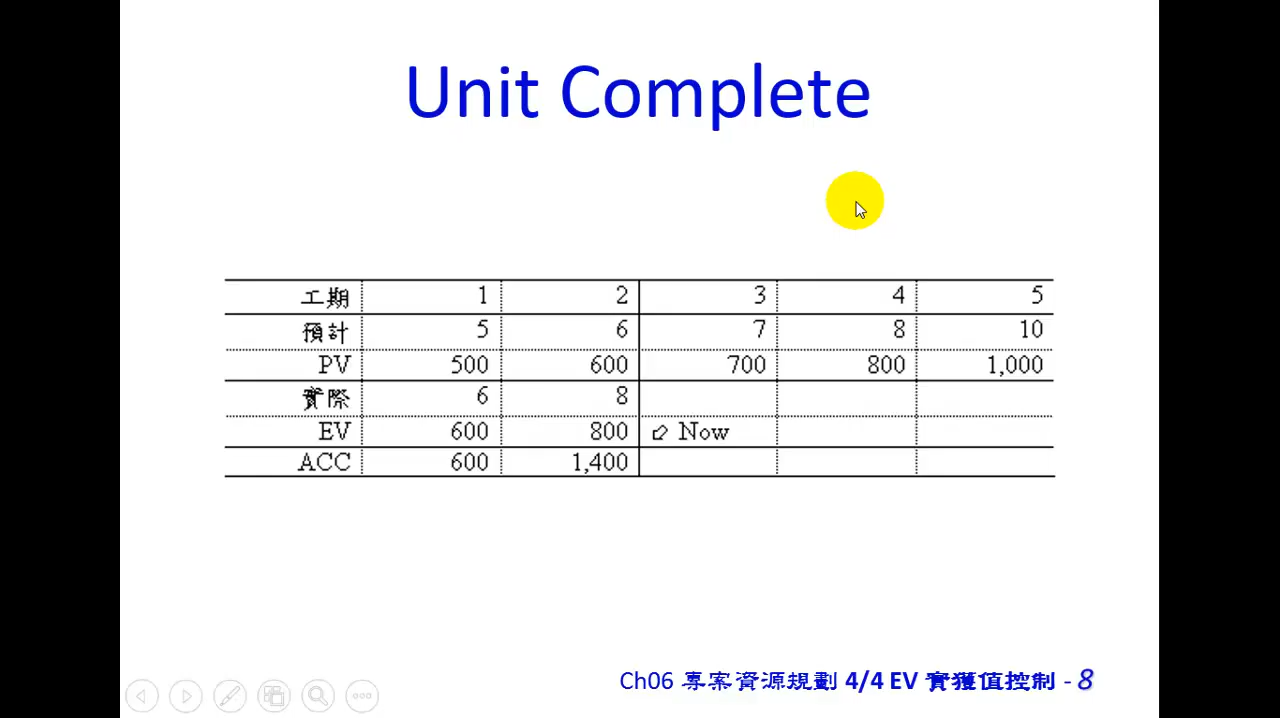 Unit Complete
工期 1 2 3 4 5
預計 5 6 7 8 10
PV 500 600 700 800 1,000
實際 6 8
EV 600 800 Now
ACC 600 1,400
Ch06 專案資源規劃 4/4 EV 實獲值控制 - 8